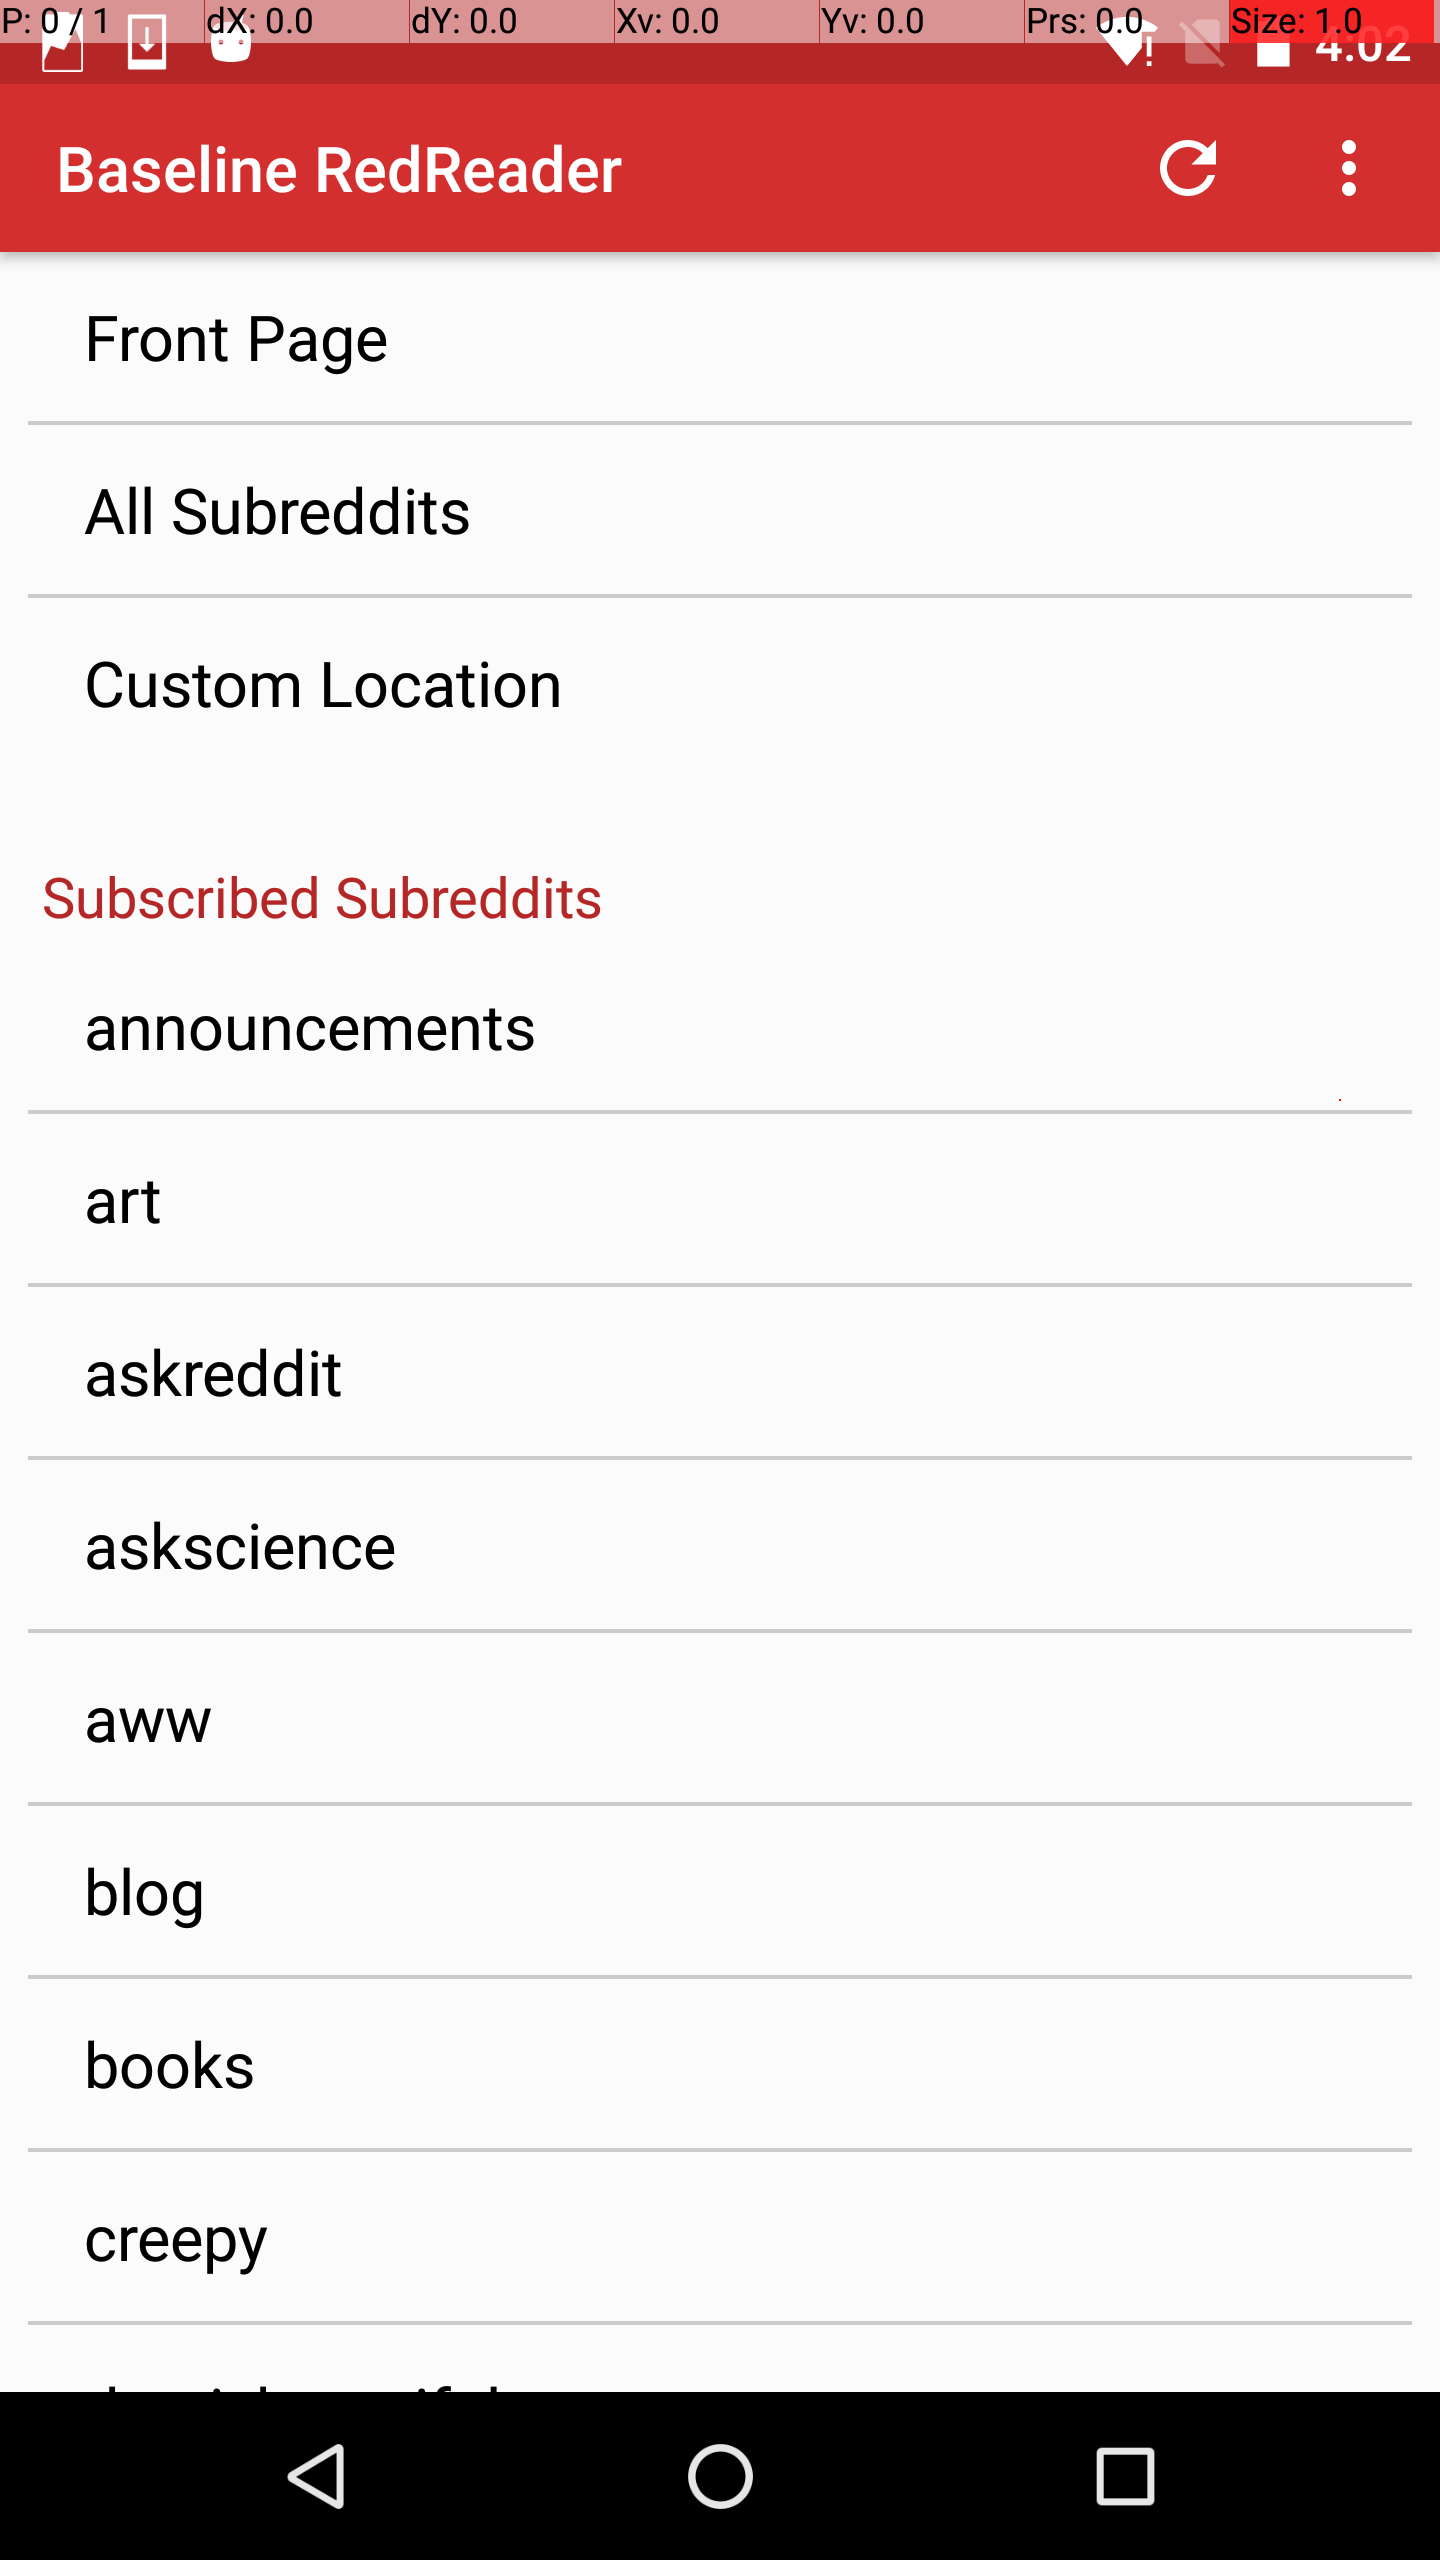 P: 0 / 1 dX: 0.0 dY: 0.0 Xv: 0.0 Yv: 0.0 Prs: 0.0 Size: 1.0
4:02
Baseline RedReader
Front Page
All Subreddits
Custom Location
Subscribed Subreddits
announcements
art
askreddit
askscience
aww
blog
books
creepy